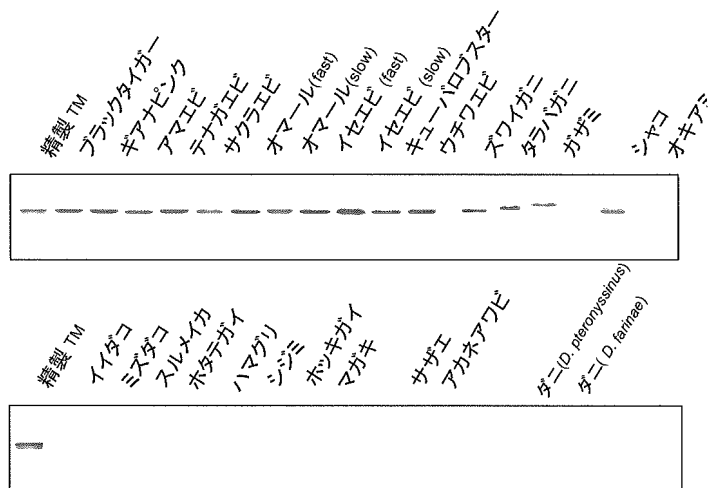 精製 TM
ブラックタイガー
ギアナピンク
アマエビ
テナガエビ
サクラエビ
オマール(fast)
オマール(slow)
イセエビ (fast)
イセエビ (slow)
キューバロブスター
ウチワエビ
ズワイガニ
タラバガニ
ガザミ
シャコ
オキアミ
精製 TM
イイダコ
ミズダコ
スルメイカ
ホタテガイ
ハマグリ
シジミ
ホッキガイ
マガキ
サザエ
アカネアワビ
ダニ(D. pteronyssinus)
ダニ( D. farinae)